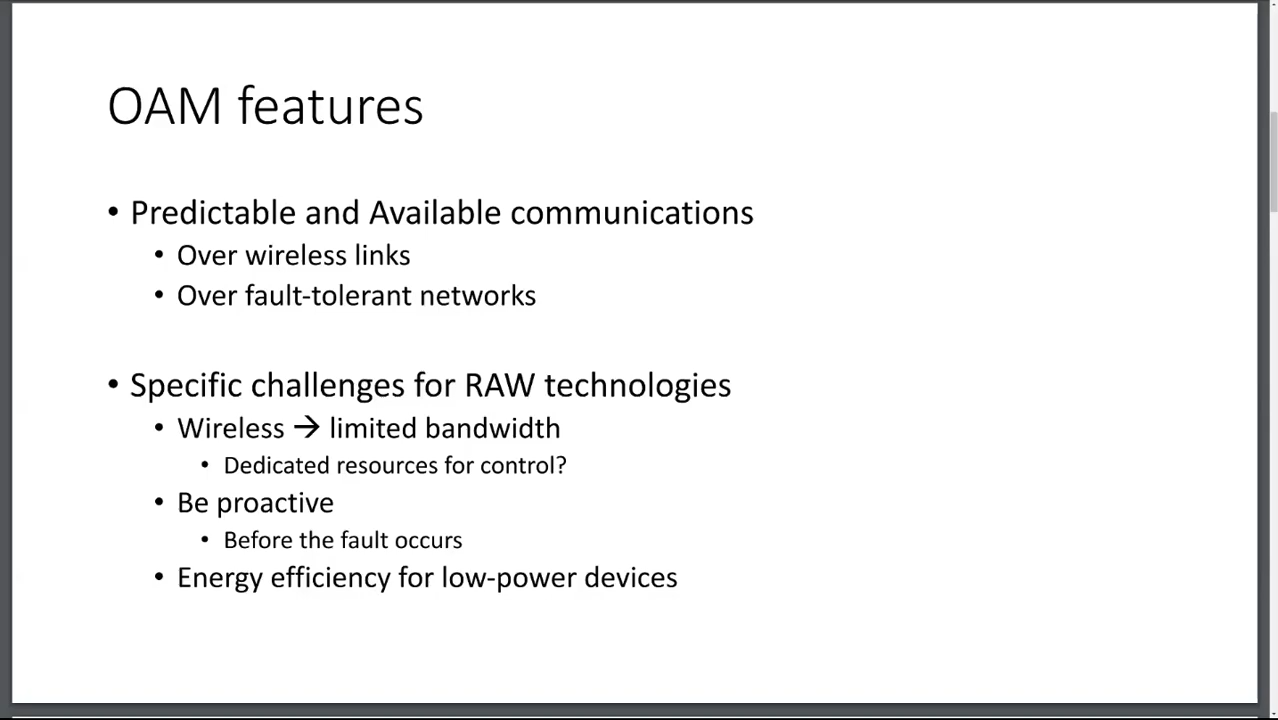 OAM features
• Predictable and Available communications
• Over wireless links
• Over fault-tolerant networks
• Specific challenges for RAW technologies
• Wireless → limited bandwidth
• Dedicated resources for control?
• Be proactive
• Before the fault occurs
• Energy efficiency for low-power devices